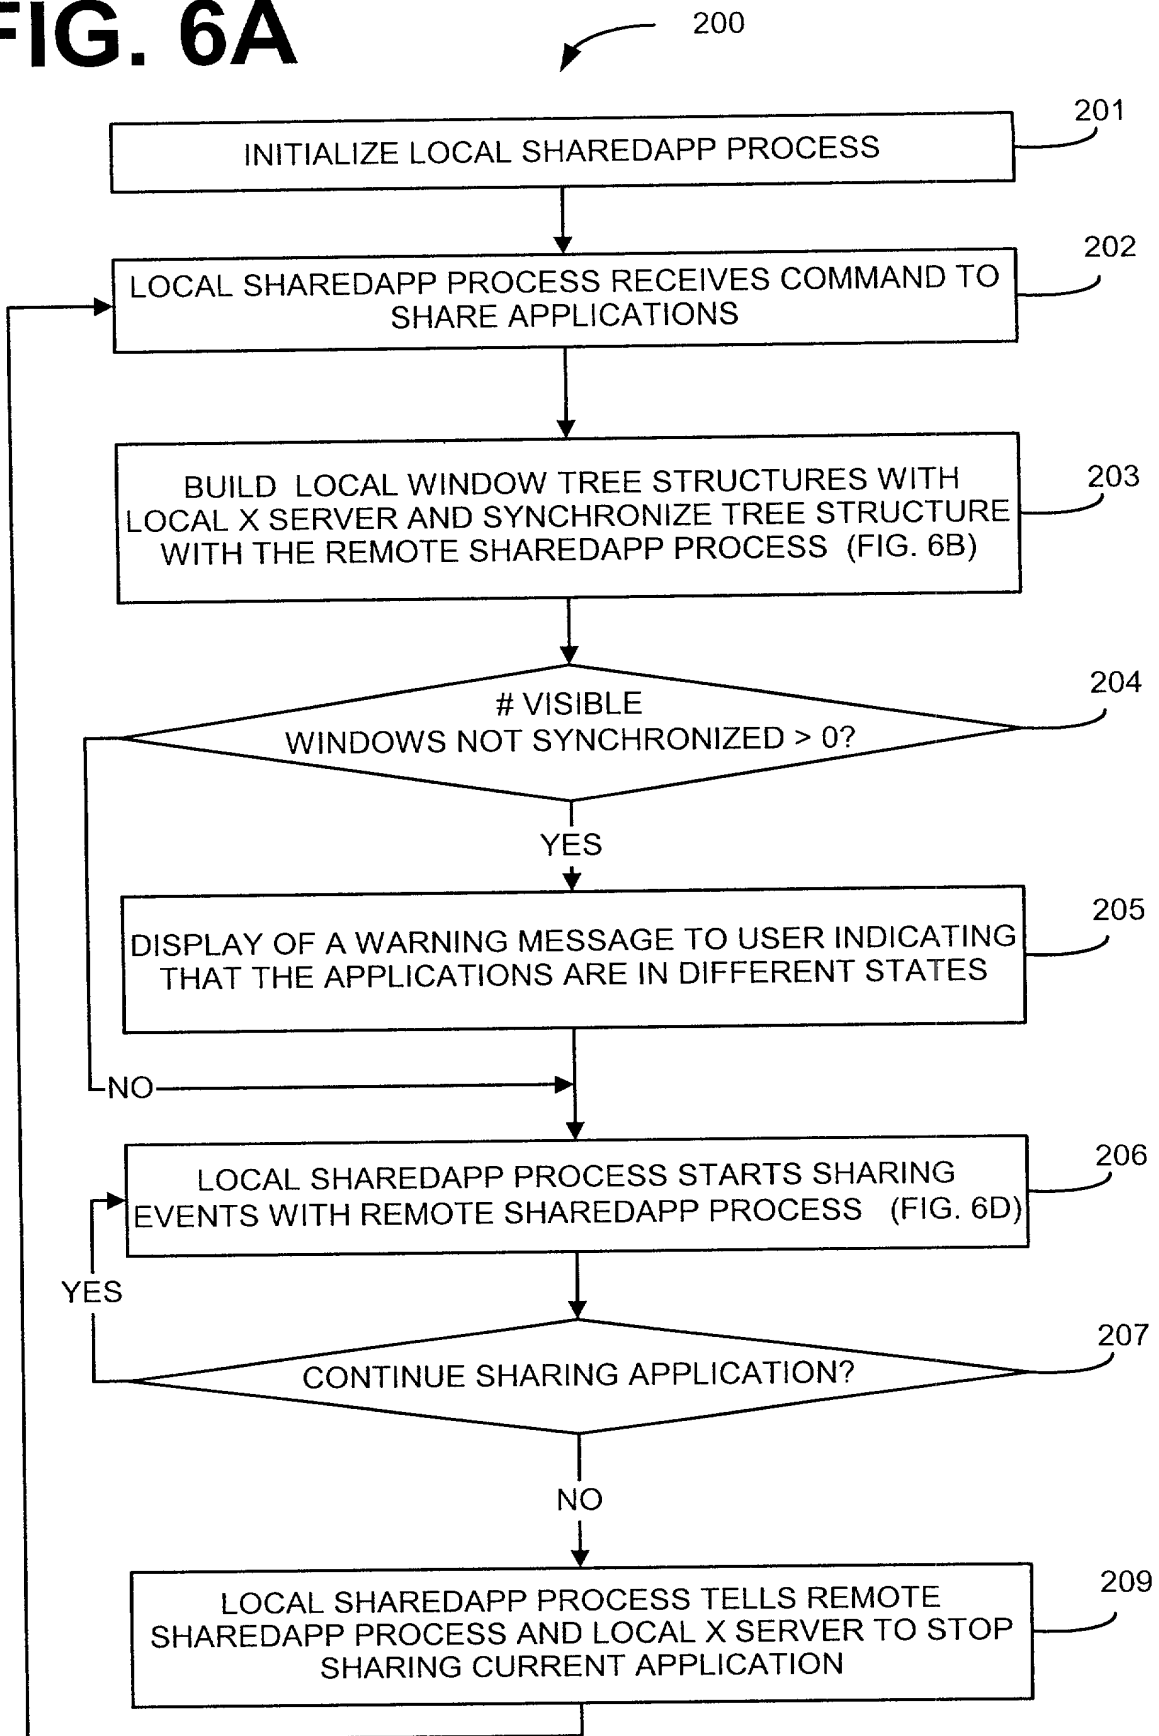 FIG. 6A
200
201
INITIALIZE LOCAL SHAREDAPP PROCESS
202
LOCAL SHAREDAPP PROCESS RECEIVES COMMAND TO
SHARE APPLICATIONS
203
BUILD LOCAL WINDOW TREE STRUCTURES WITH
LOCAL X SERVER AND SYNCHRONIZE TREE STRUCTURE
WITH THE REMOTE SHAREDAPP PROCESS (FIG. 6B)
204
# VISIBLE
WINDOWS NOT SYNCHRONIZED > 0?
YES
205
DISPLAY OF A WARNING MESSAGE TO USER INDICATING
THAT THE APPLICATIONS ARE IN DIFFERENT STATES
NO
206
LOCAL SHAREDAPP PROCESS STARTS SHARING
EVENTS WITH REMOTE SHAREDAPP PROCESS (FIG. 6D)
YES
207
CONTINUE SHARING APPLICATION?
NO
209
LOCAL SHAREDAPP PROCESS TELLS REMOTE
SHAREDAPP PROCESS AND LOCAL X SERVER TO STOP
SHARING CURRENT APPLICATION